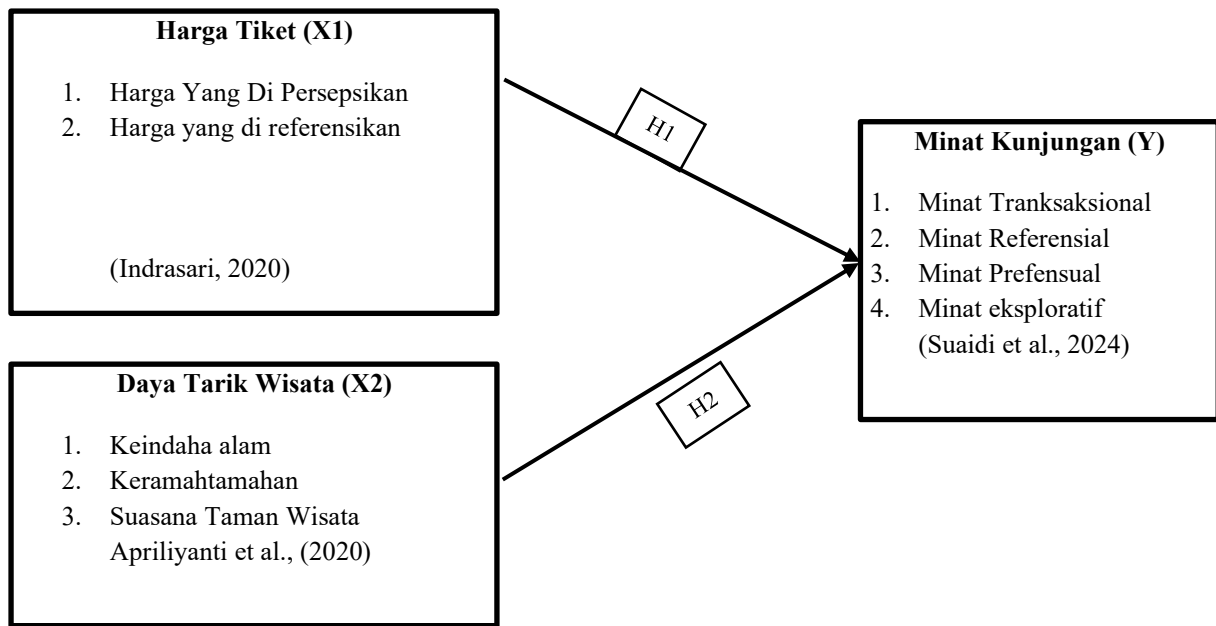 Harga Tiket (X1)
1. Harga Yang Di Persepsikan
2. Harga yang di referensikan
(Indrasari, 2020)
H1
Daya Tarik Wisata (X2)
1. Keindaha alam
2. Keramahtamahan
3. Suasana Taman Wisata
Apriliyanti et al., (2020)
H2
Minat Kunjungan (Y)
1. Minat Tranksaksional
2. Minat Referensial
3. Minat Prefensual
4. Minat eksploratif
(Suaidi et al., 2024)